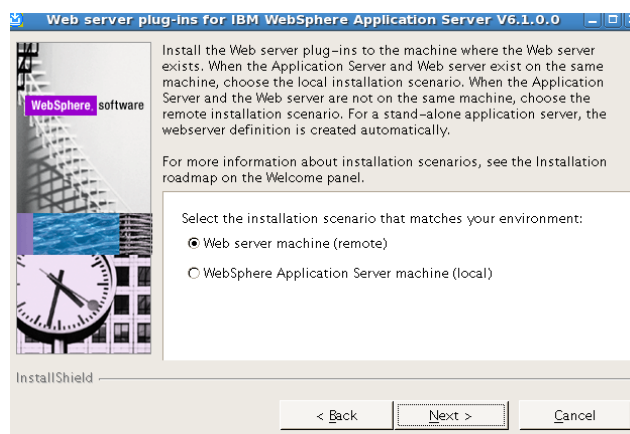 Web server plug-ins for IBM WebSphere Application Server V6.1.0.0
Install the Web server plug-ins to the machine where the Web server
exists. When the Application Server and Web server exist on the same
machine, choose the local installation scenario. When the Application
Server and the Web server are not on the same machine, choose the
remote installation scenario. For a stand-alone application server, the
webserver definition is created automatically.
For more information about installation scenarios, see the Installation
roadmap on the Welcome panel.
WebSphere. software
Select the installation scenario that matches your environment:
Web server machine (remote)
WebSphere Application Server machine (local)
InstallShield
< Back
Next >
Cancel